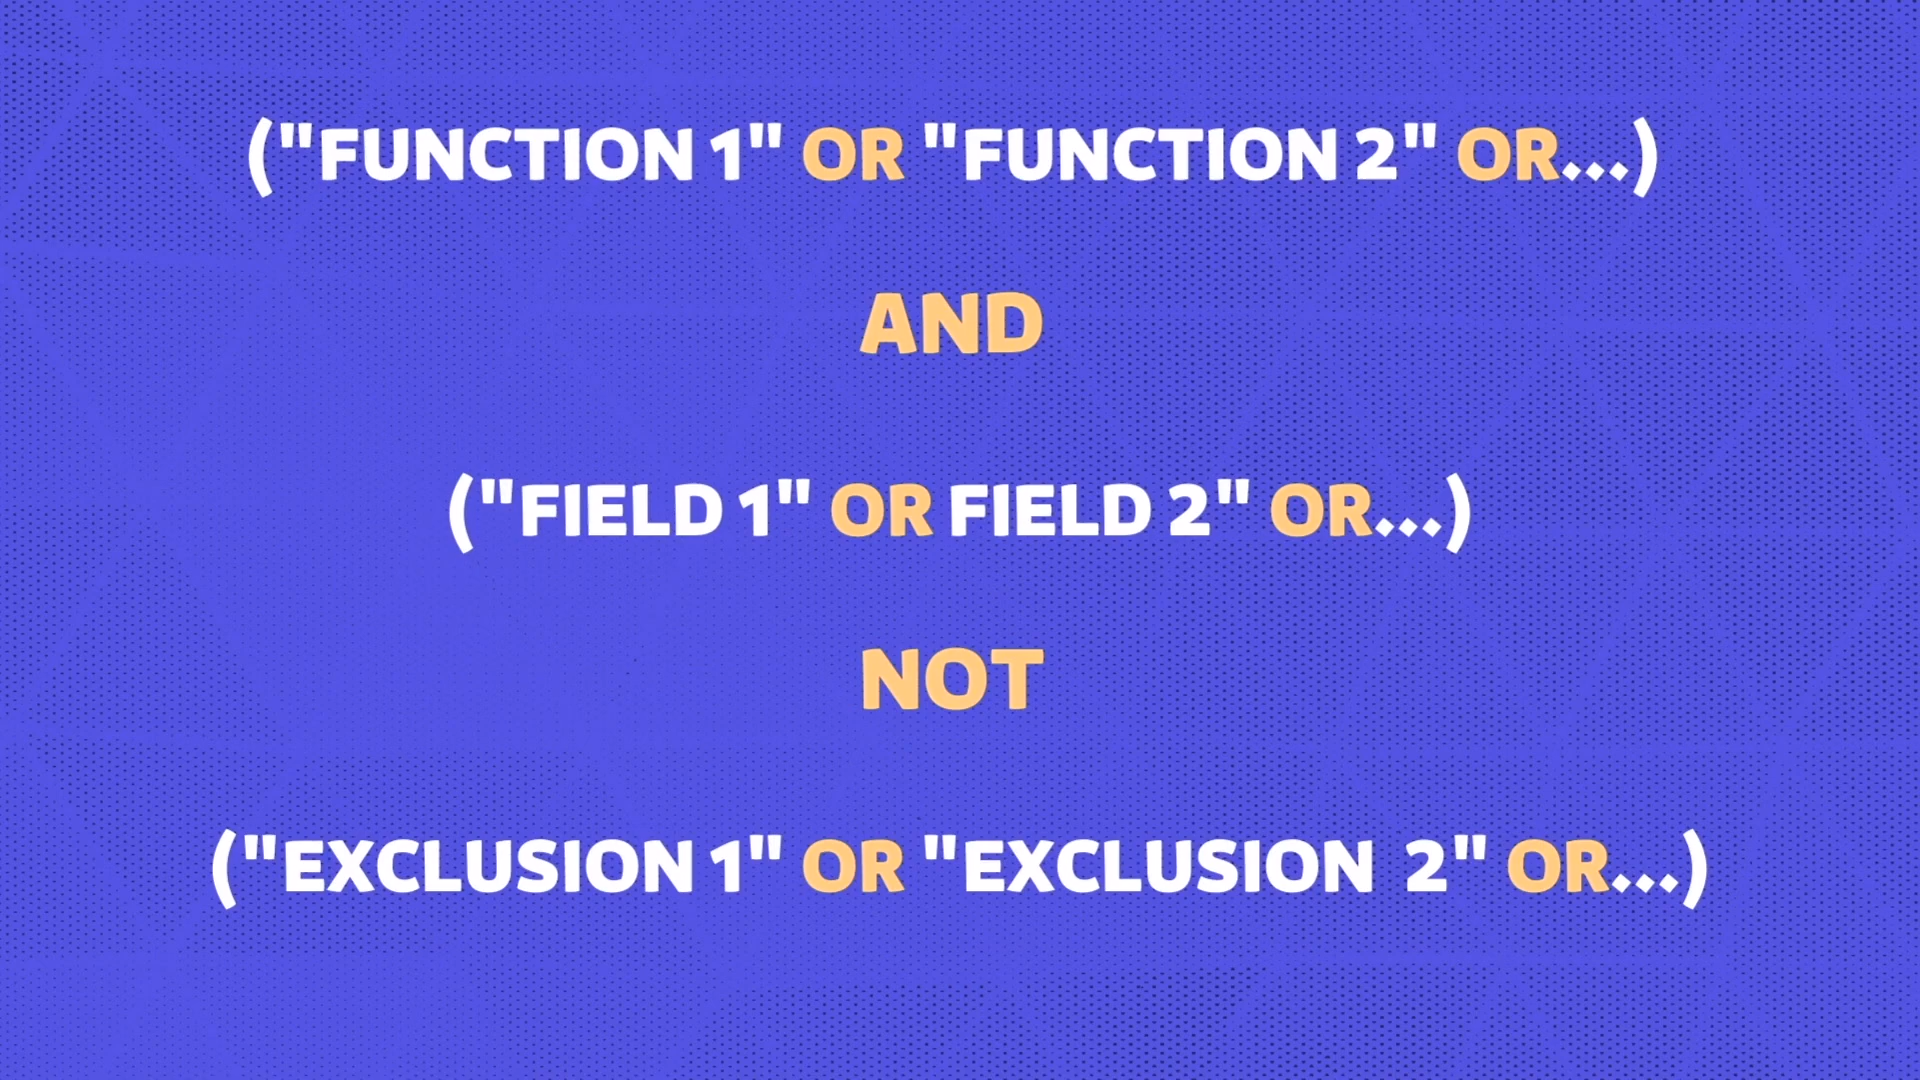 ("FUNCTION 1" OR "FUNCTION 2" OR...)
AND
("FIELD 1" OR FIELD 2" OR...)
NOT
("EXCLUSION 1" OR "EXCLUSION 2" OR...)